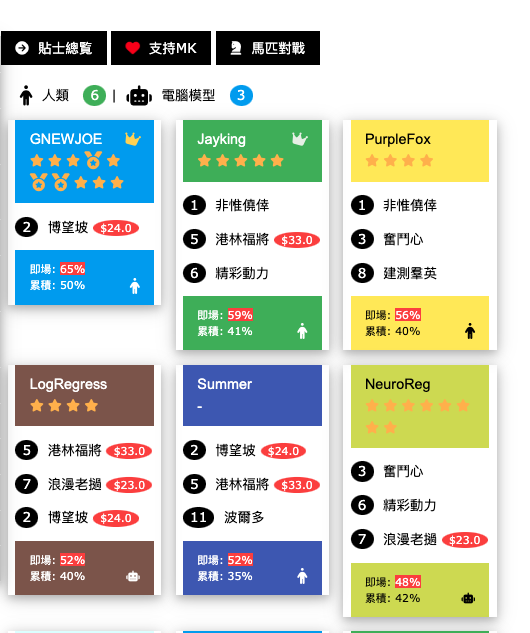 貼士總覧 支持MK 馬匹對戰
人類 6 | 電腦模型 3
GNEWJOE
2 博望坡 $24.0
即場: 65%
累積: 50%
Jayking
1 非惟僥倖
5 港林福將 $33.0
6 精彩動力
即場: 59%
累積: 41%
PurpleFox
1 非惟僥倖
3 奮鬥心
8 建測羣英
即場: 56%
累積: 40%
LogRegress
5 港林福將 $33.0
7 浪漫老撾 $23.0
2 博望坡 $24.0
即場: 52%
累積: 40%
Summer
-
2 博望坡 $24.0
5 港林福將 $33.0
11 波爾多
即場: 52%
累積: 35%
NeuroReg
3 奮鬥心
6 精彩動力
7 浪漫老撾 $23.0
即場: 48%
累積: 42%